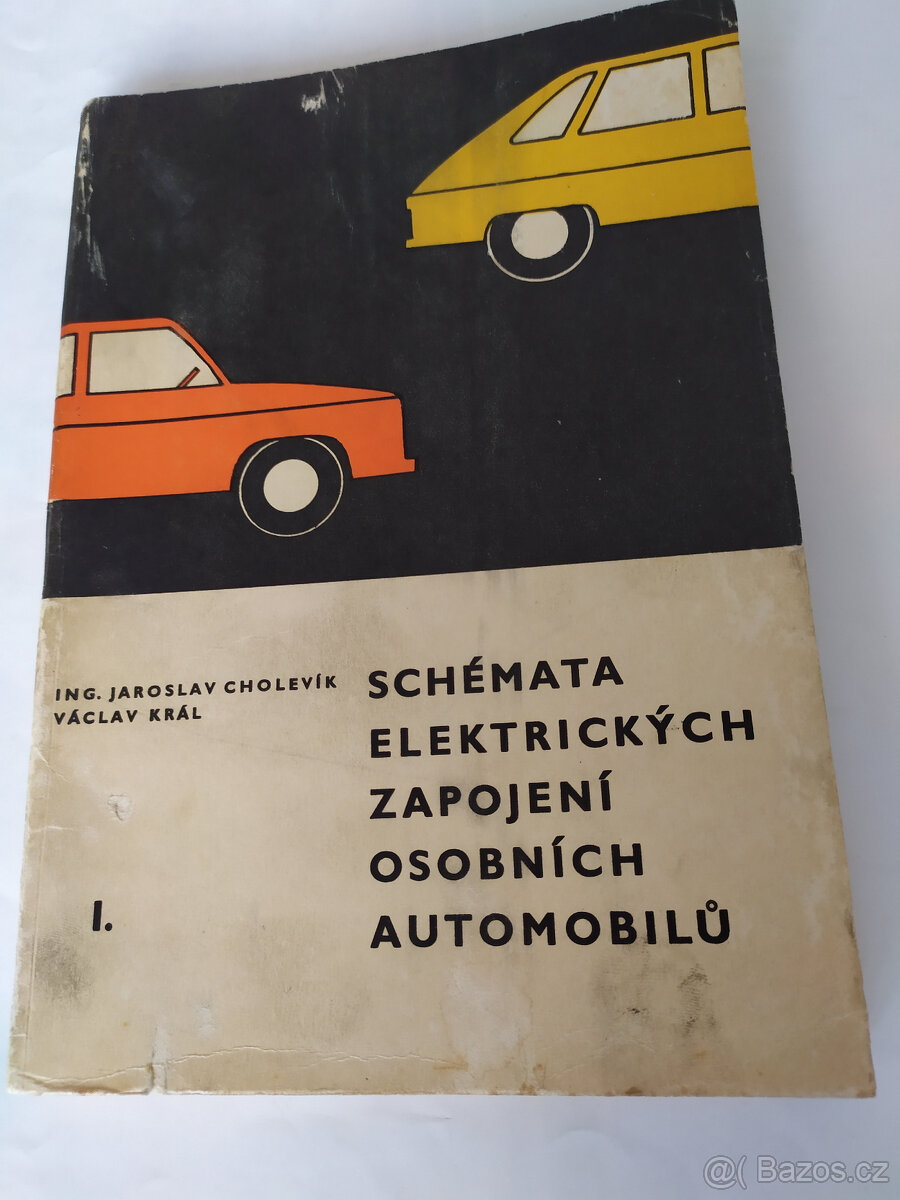 ING. JAROSLAV CHOLEVÍK
VÁCLAV KRÁL
SCHÉMATA
ELEKTRICKÝCH
ZAPOJENÍ
OSOBNÍCH
AUTOMOBILŮ
I.
@( Bazos.cz